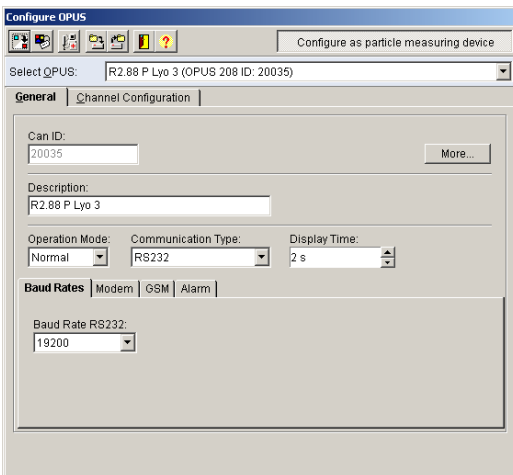 Configure OPUS
Configure as particle measuring device
Select OPUS: R2.88 P Lyo 3 (OPUS 208 ID: 20035)
General Channel Configuration
Can ID:
20035 More...
Description:
R2.88 P Lyo 3
Operation Mode: Communication Type: Display Time:
Normal RS232 2 s
Baud Rates Modem GSM Alarm
Baud Rate RS232:
19200